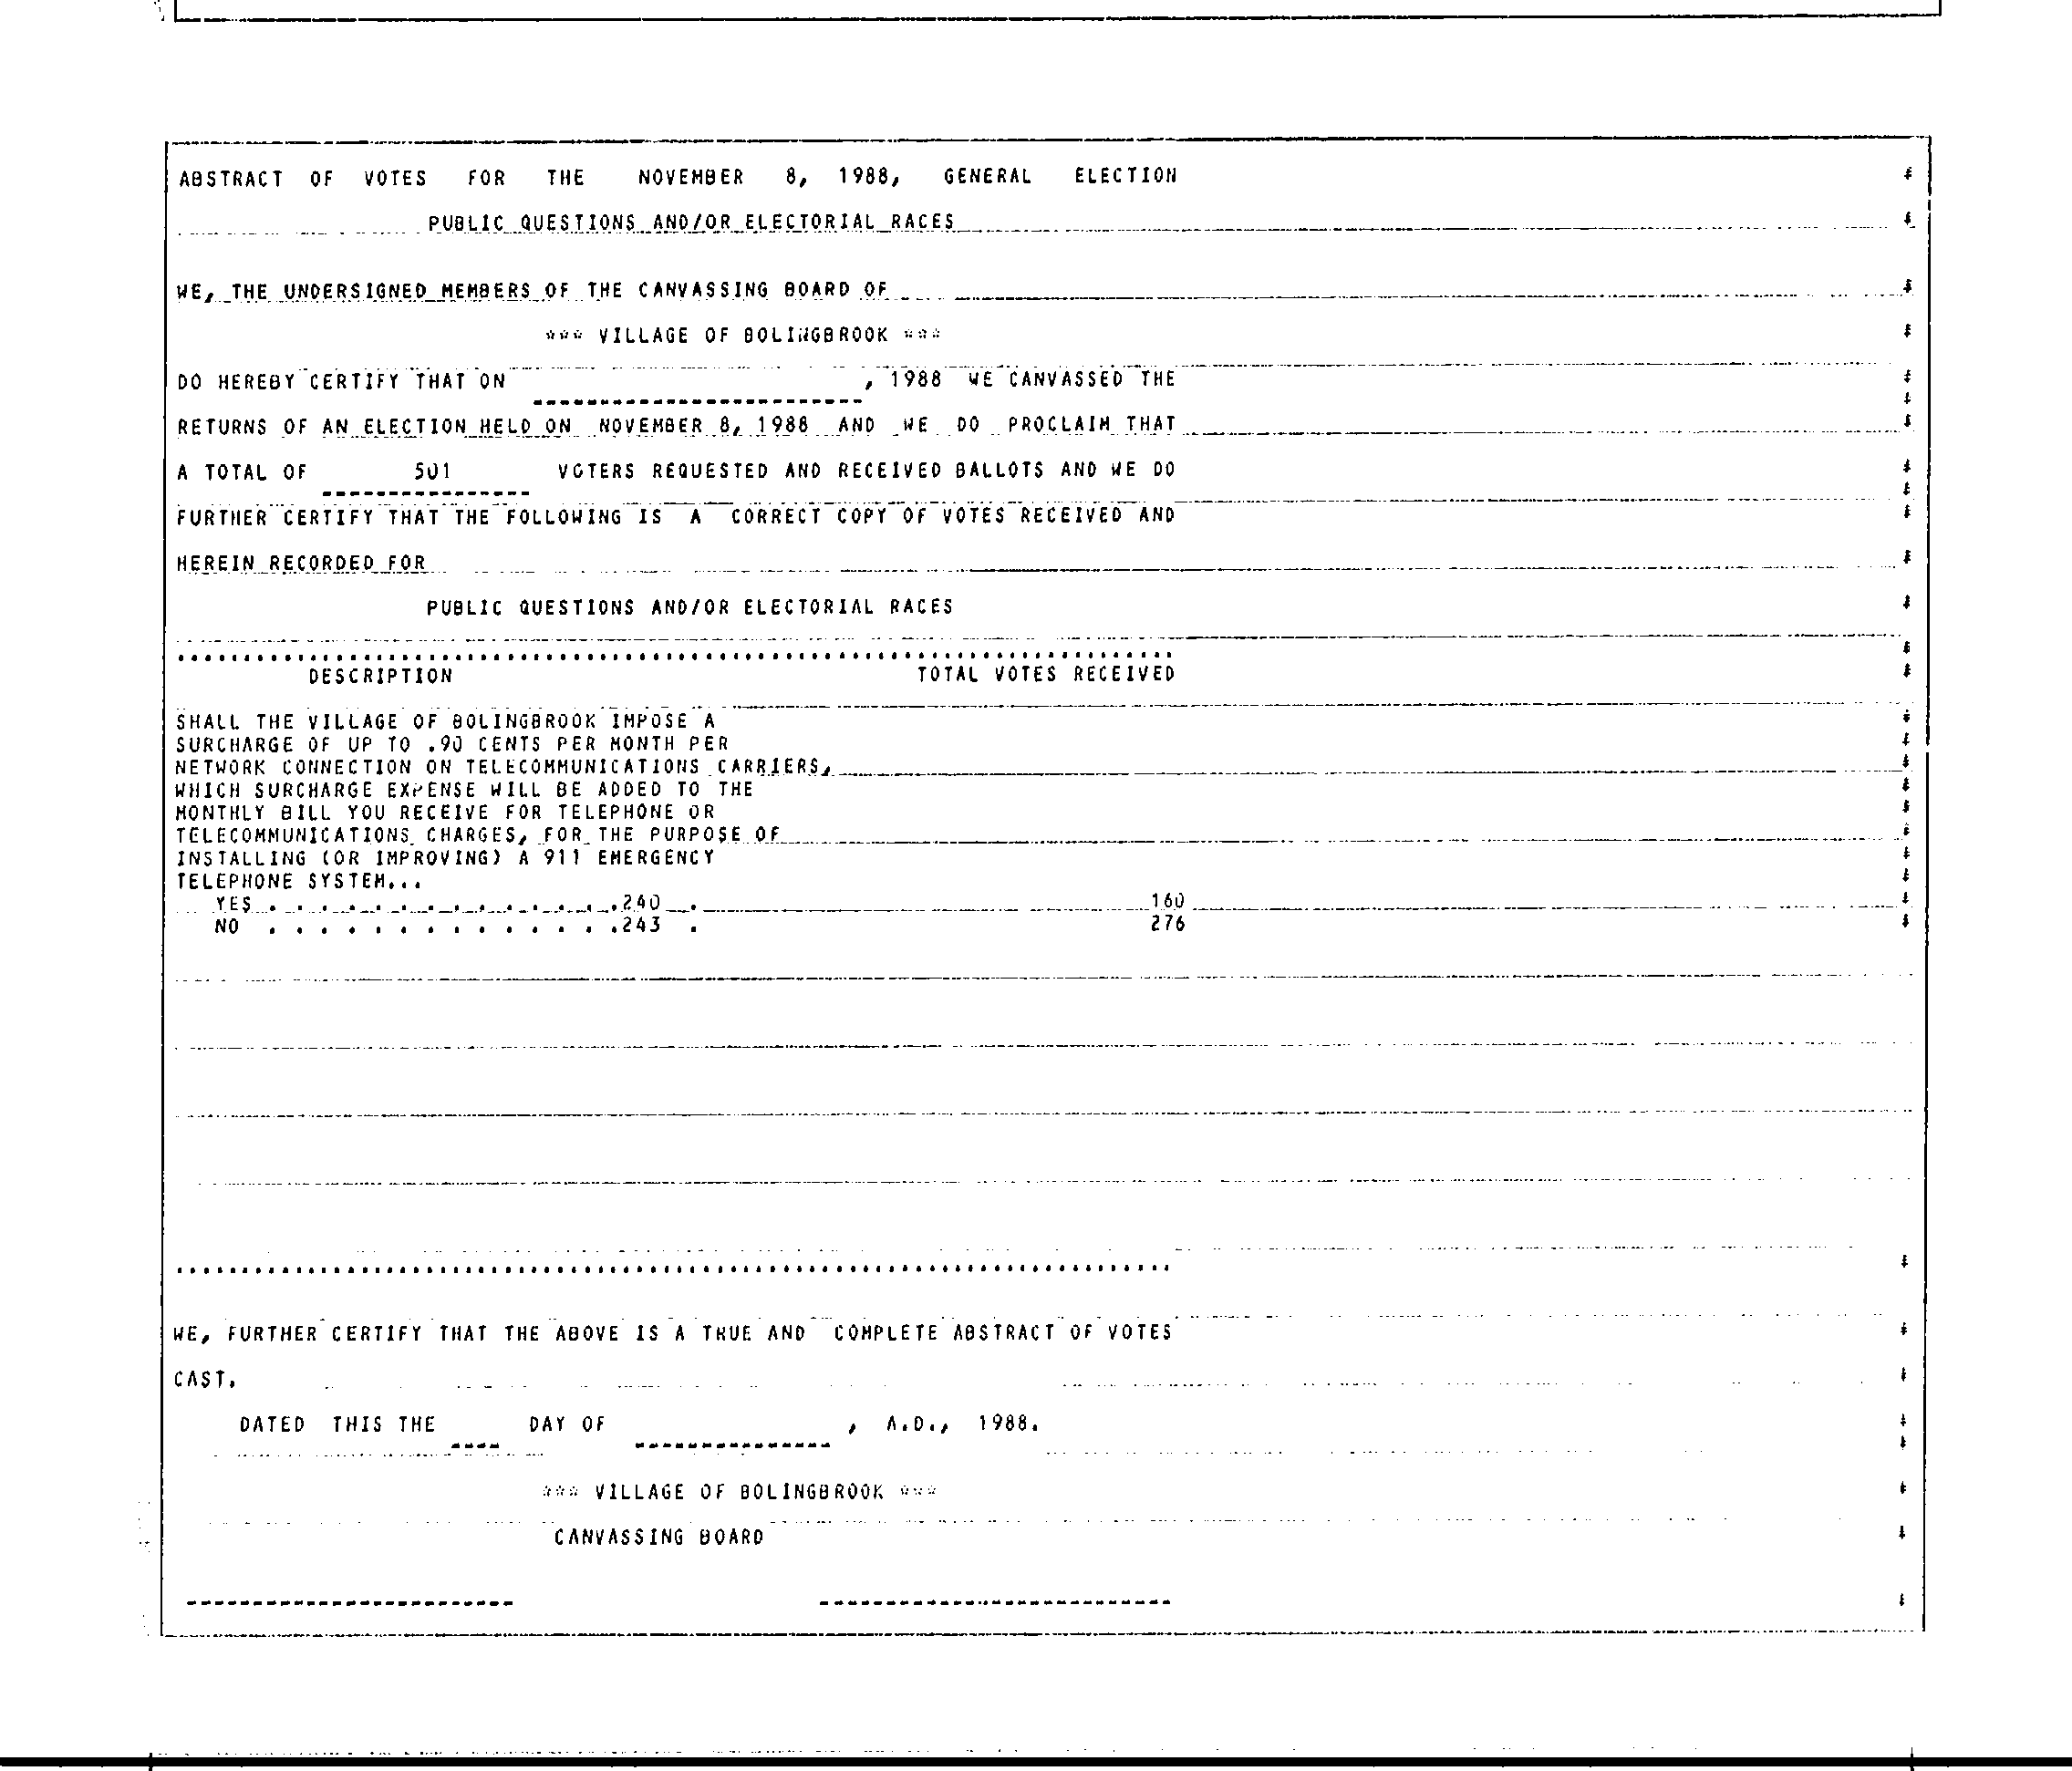 ABSTRACT OF VOTES FOR THE NOVEMBER 8, 1988, GENERAL ELECTION
PUBLIC QUESTIONS AND/OR ELECTORIAL RACES
WE, THE UNDERSIGNED MEMBERS OF THE CANVASSING BOARD OF
*** VILLAGE OF BOLINGBROOK ***
DO HEREBY CERTIFY THAT ON , 1988 WE CANVASSED THE
RETURNS OF AN ELECTION HELD ON NOVEMBER 8, 1988 AND WE DO PROCLAIM THAT
A TOTAL OF 501 VOTERS REQUESTED AND RECEIVED BALLOTS AND WE DO
FURTHER CERTIFY THAT THE FOLLOWING IS A CORRECT COPY OF VOTES RECEIVED AND
HEREIN RECORDED FOR
PUBLIC QUESTIONS AND/OR ELECTORIAL RACES
DESCRIPTION TOTAL VOTES RECEIVED
SHALL THE VILLAGE OF BOLINGBROOK IMPOSE A
SURCHARGE OF UP TO .90 CENTS PER MONTH PER
NETWORK CONNECTION ON TELECOMMUNICATIONS CARRIERS,
WHICH SURCHARGE EXPENSE WILL BE ADDED TO THE
MONTHLY BILL YOU RECEIVE FOR TELEPHONE OR
TELECOMMUNICATIONS CHARGES, FOR THE PURPOSE OF
INSTALLING (OR IMPROVING) A 911 EMERGENCY
TELEPHONE SYSTEM...
YES . . . . . . . . . . . . . .240 . 160
NO . . . . . . . . . . . . . .243 . 276
WE, FURTHER CERTIFY THAT THE ABOVE IS A TRUE AND COMPLETE ABSTRACT OF VOTES
CAST.
DATED THIS THE DAY OF , A.D., 1988.
*** VILLAGE OF BOLINGBROOK ***
CANVASSING BOARD